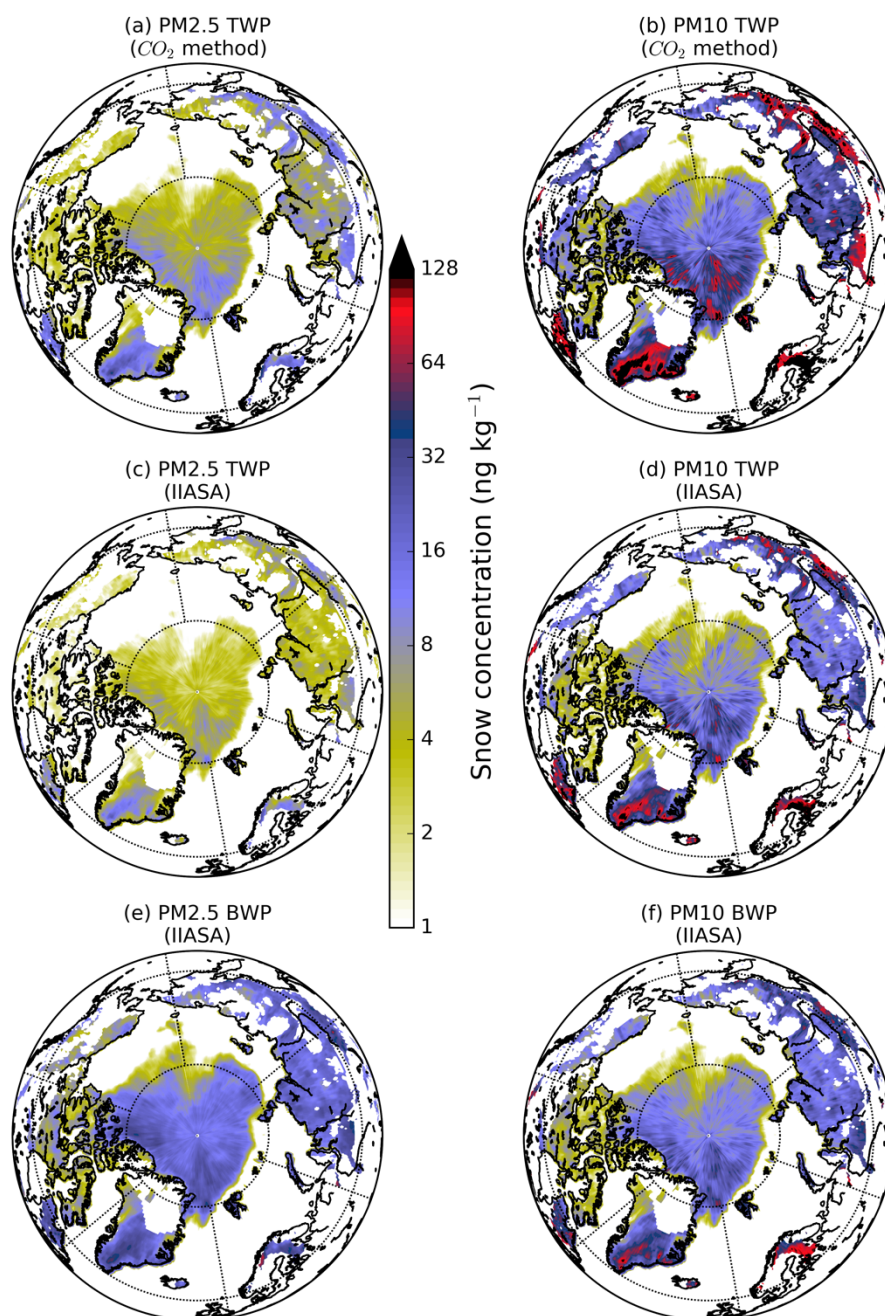 (a) PM2.5 TWP
(CO₂ method)
(b) PM10 TWP
(CO₂ method)
128
64
32
16
8
4
2
1
Snow concentration (ng kg⁻¹)
(c) PM2.5 TWP
(IIASA)
(d) PM10 TWP
(IIASA)
(e) PM2.5 BWP
(IIASA)
(f) PM10 BWP
(IIASA)